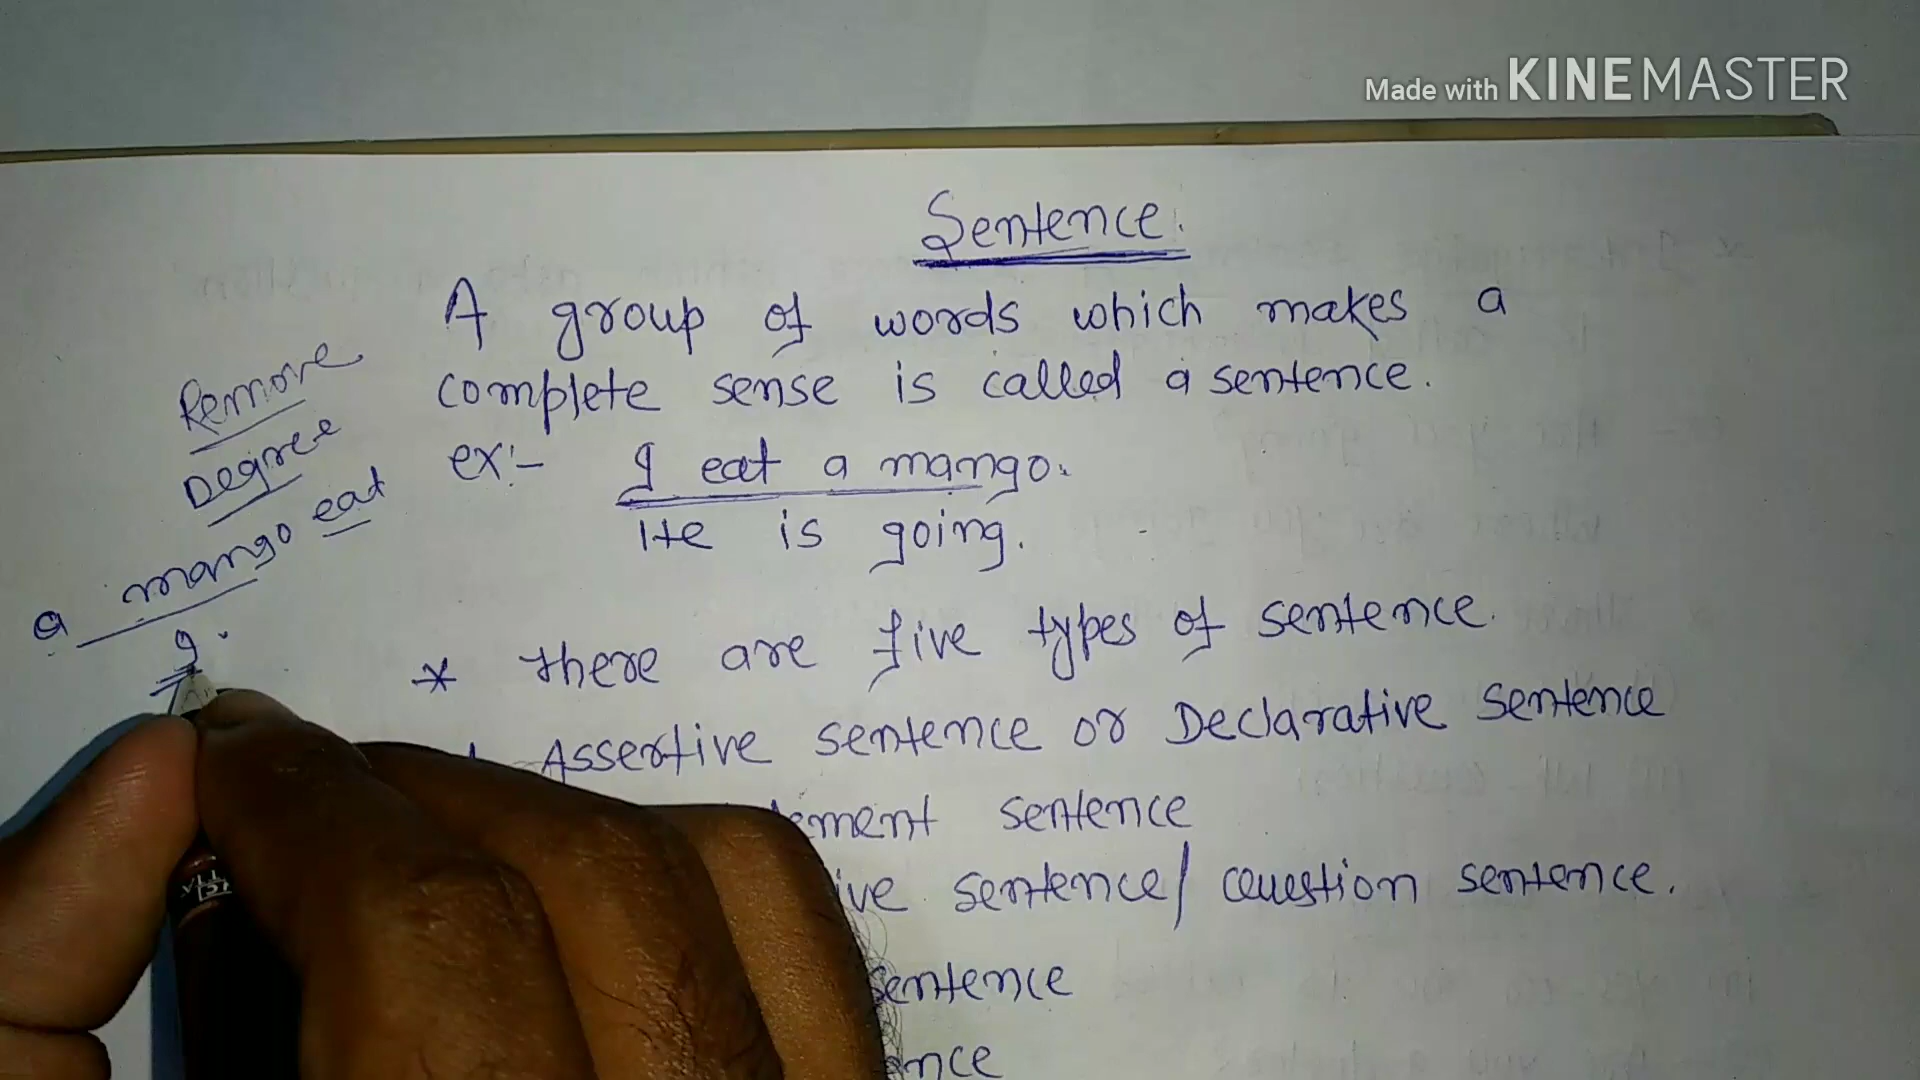 Made with KINEMASTER
Sentence.
A group of words which makes a
complete sense is called a sentence.
ex:- I eat a mango.
He is going.
Remove
Degree
a mango eat
I.
* There are five types of sentence.
Assertive sentence or Declarative sentence
ement sentence
ive sentence/ Question sentence.
sentence
ence